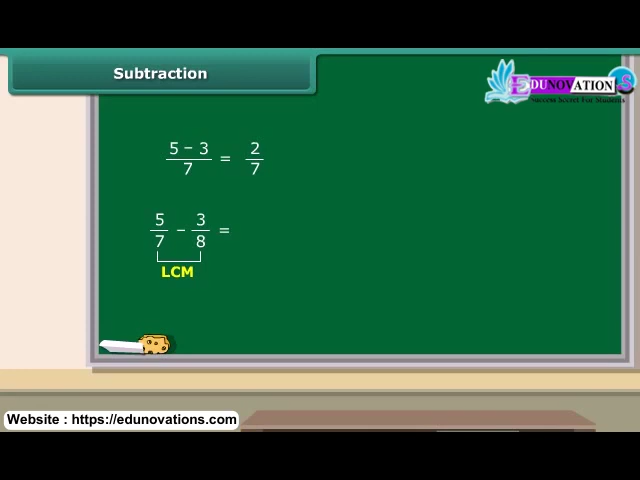 Subtraction
EDUNOVATIONS
Success Secret For Students
5 − 3
7
=
2
7
5
7
−
3
8
=
LCM
Website : https://edunovations.com